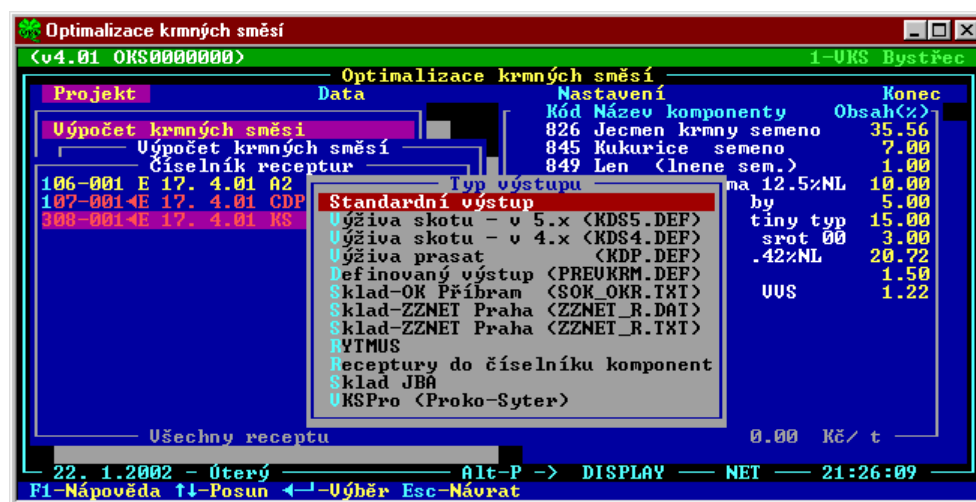 Optimalizace krmných směsí
(v4.01 OKS0000000) 1-VKS Bystřec
Optimalizace krmných směsí
Projekt Data Nastavení Konec
Kód Název komponenty Obsah(%)
Výpočet krmných směsi 826 Jecmen krmny semeno 35.56
Výpočet krmných směsí 845 Kukurice semeno 7.00
Číselník receptur 849 Len (lnene sem.) 1.00
106-001 E 17. 4.01 A2 Typ výstupu ma 12.5%NL 10.00
107-001◄E 17. 4.01 CDP Standardní výstup by 5.00
308-001◄E 17. 4.01 KS Výživa skotu - v 5.x (KDS5.DEF) tiny typ 15.00
Výživa skotu - v 4.x (KDS4.DEF) srot 00 3.00
Výživa prasat (KDP.DEF) .42%NL 20.72
Definovaný výstup (PREVKRM.DEF) 1.50
Sklad-OK Příbram (SOK_OKR.TXT) VVS 1.22
Sklad-ZZNET Praha (ZZNET_R.DAT)
Sklad-ZZNET Praha (ZZNET_R.TXT)
RYTMUS
Receptury do číselníku komponent
Sklad JBA
VKSPro (Proko-Syter)
Všechny receptu 0.00 Kč/ t
22. 1.2002 - Úterý Alt-P -> DISPLAY NET 21:26:09
F1-Nápověda ↑↓-Posun ◄─┘-Výběr Esc-Návrat